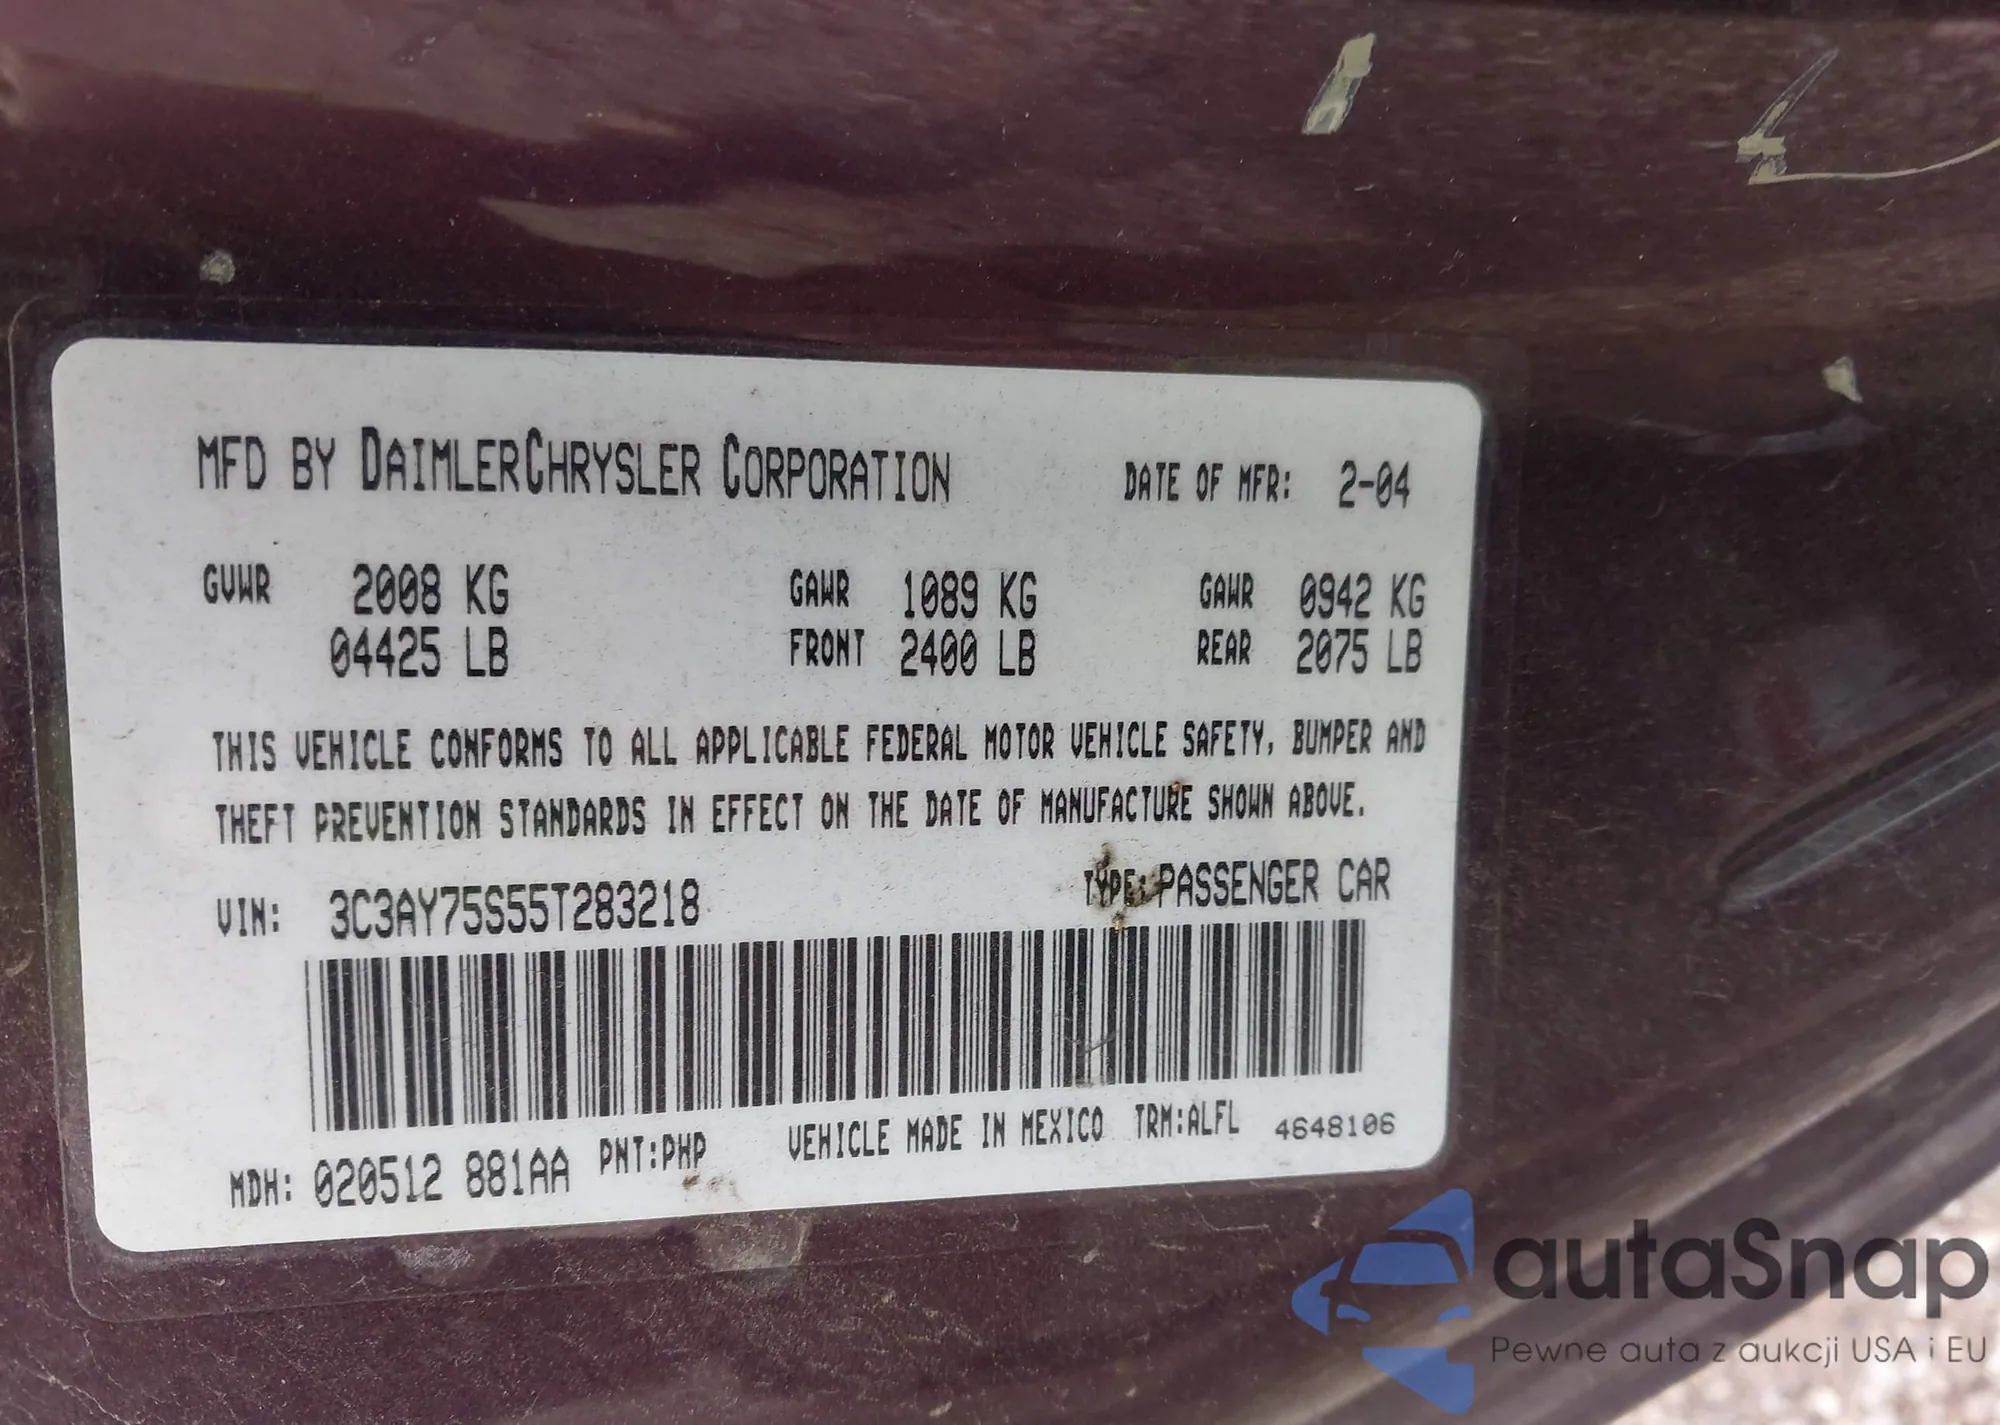 MFD BY DAIMLERCHRYSLER CORPORATION DATE OF MFR: 2-04
GVWR 2008 KG GAWR 1089 KG GAWR 0942 KG
04425 LB FRONT 2400 LB REAR 2075 LB
THIS VEHICLE CONFORMS TO ALL APPLICABLE FEDERAL MOTOR VEHICLE SAFETY, BUMPER AND
THEFT PREVENTION STANDARDS IN EFFECT ON THE DATE OF MANUFACTURE SHOWN ABOVE.
VIN: 3C3AY75S55T283218 TYPE: PASSENGER CAR
MDH: 020512 881AA PNT:PHP VEHICLE MADE IN MEXICO TRM:ALFL 4648106
autaSnap
Pewne auta z aukcji USA i EU